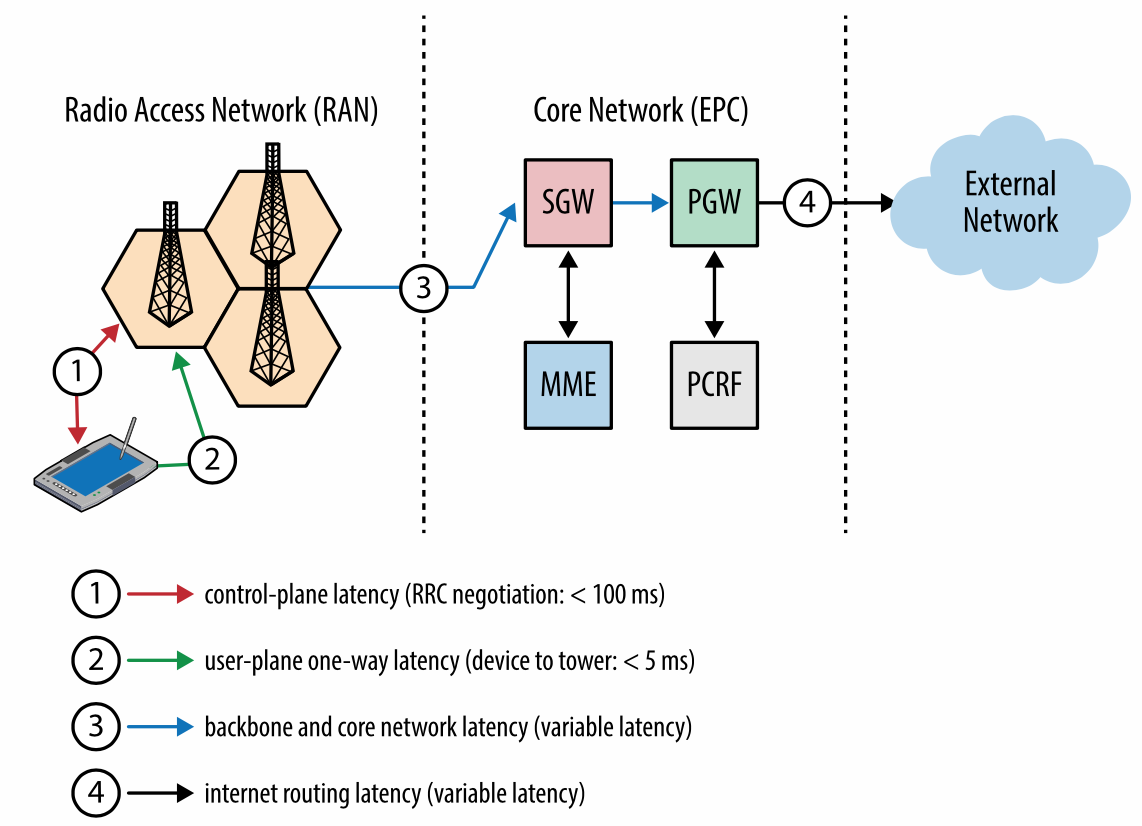 Radio Access Network (RAN)
Core Network (EPC)
External
Network
SGW
PGW
4
3
1
MME
PCRF
2
1 control-plane latency (RRC negotiation: < 100 ms)
2 user-plane one-way latency (device to tower: < 5 ms)
3 backbone and core network latency (variable latency)
4 internet routing latency (variable latency)